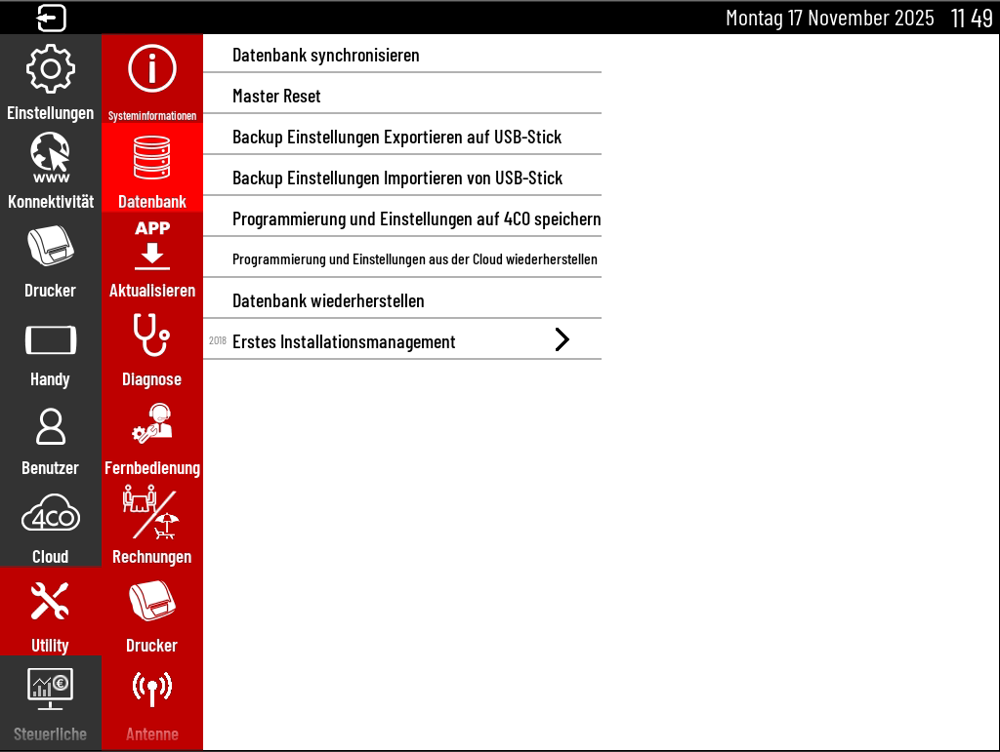 Montag 17 November 2025 11 49
EInstellungen
WWW
Konnektivität
Drucker
Handy
Benutzer
4CO
Cloud
Utility
€
Steuerliche
Systeminformationen
Datenbank
APP
Aktualisieren
Diagnose
Fernbedienung
Rechnungen
Drucker
Antenne
Datenbank synchronisieren
Master Reset
Backup Einstellungen Exportieren auf USB-Stick
Backup Einstellungen Importieren von USB-Stick
Programmierung und Einstellungen auf 4CO speichern
Programmierung und Einstellungen aus der Cloud wiederherstellen
Datenbank wiederherstellen
2018 Erstes Installationsmanagement